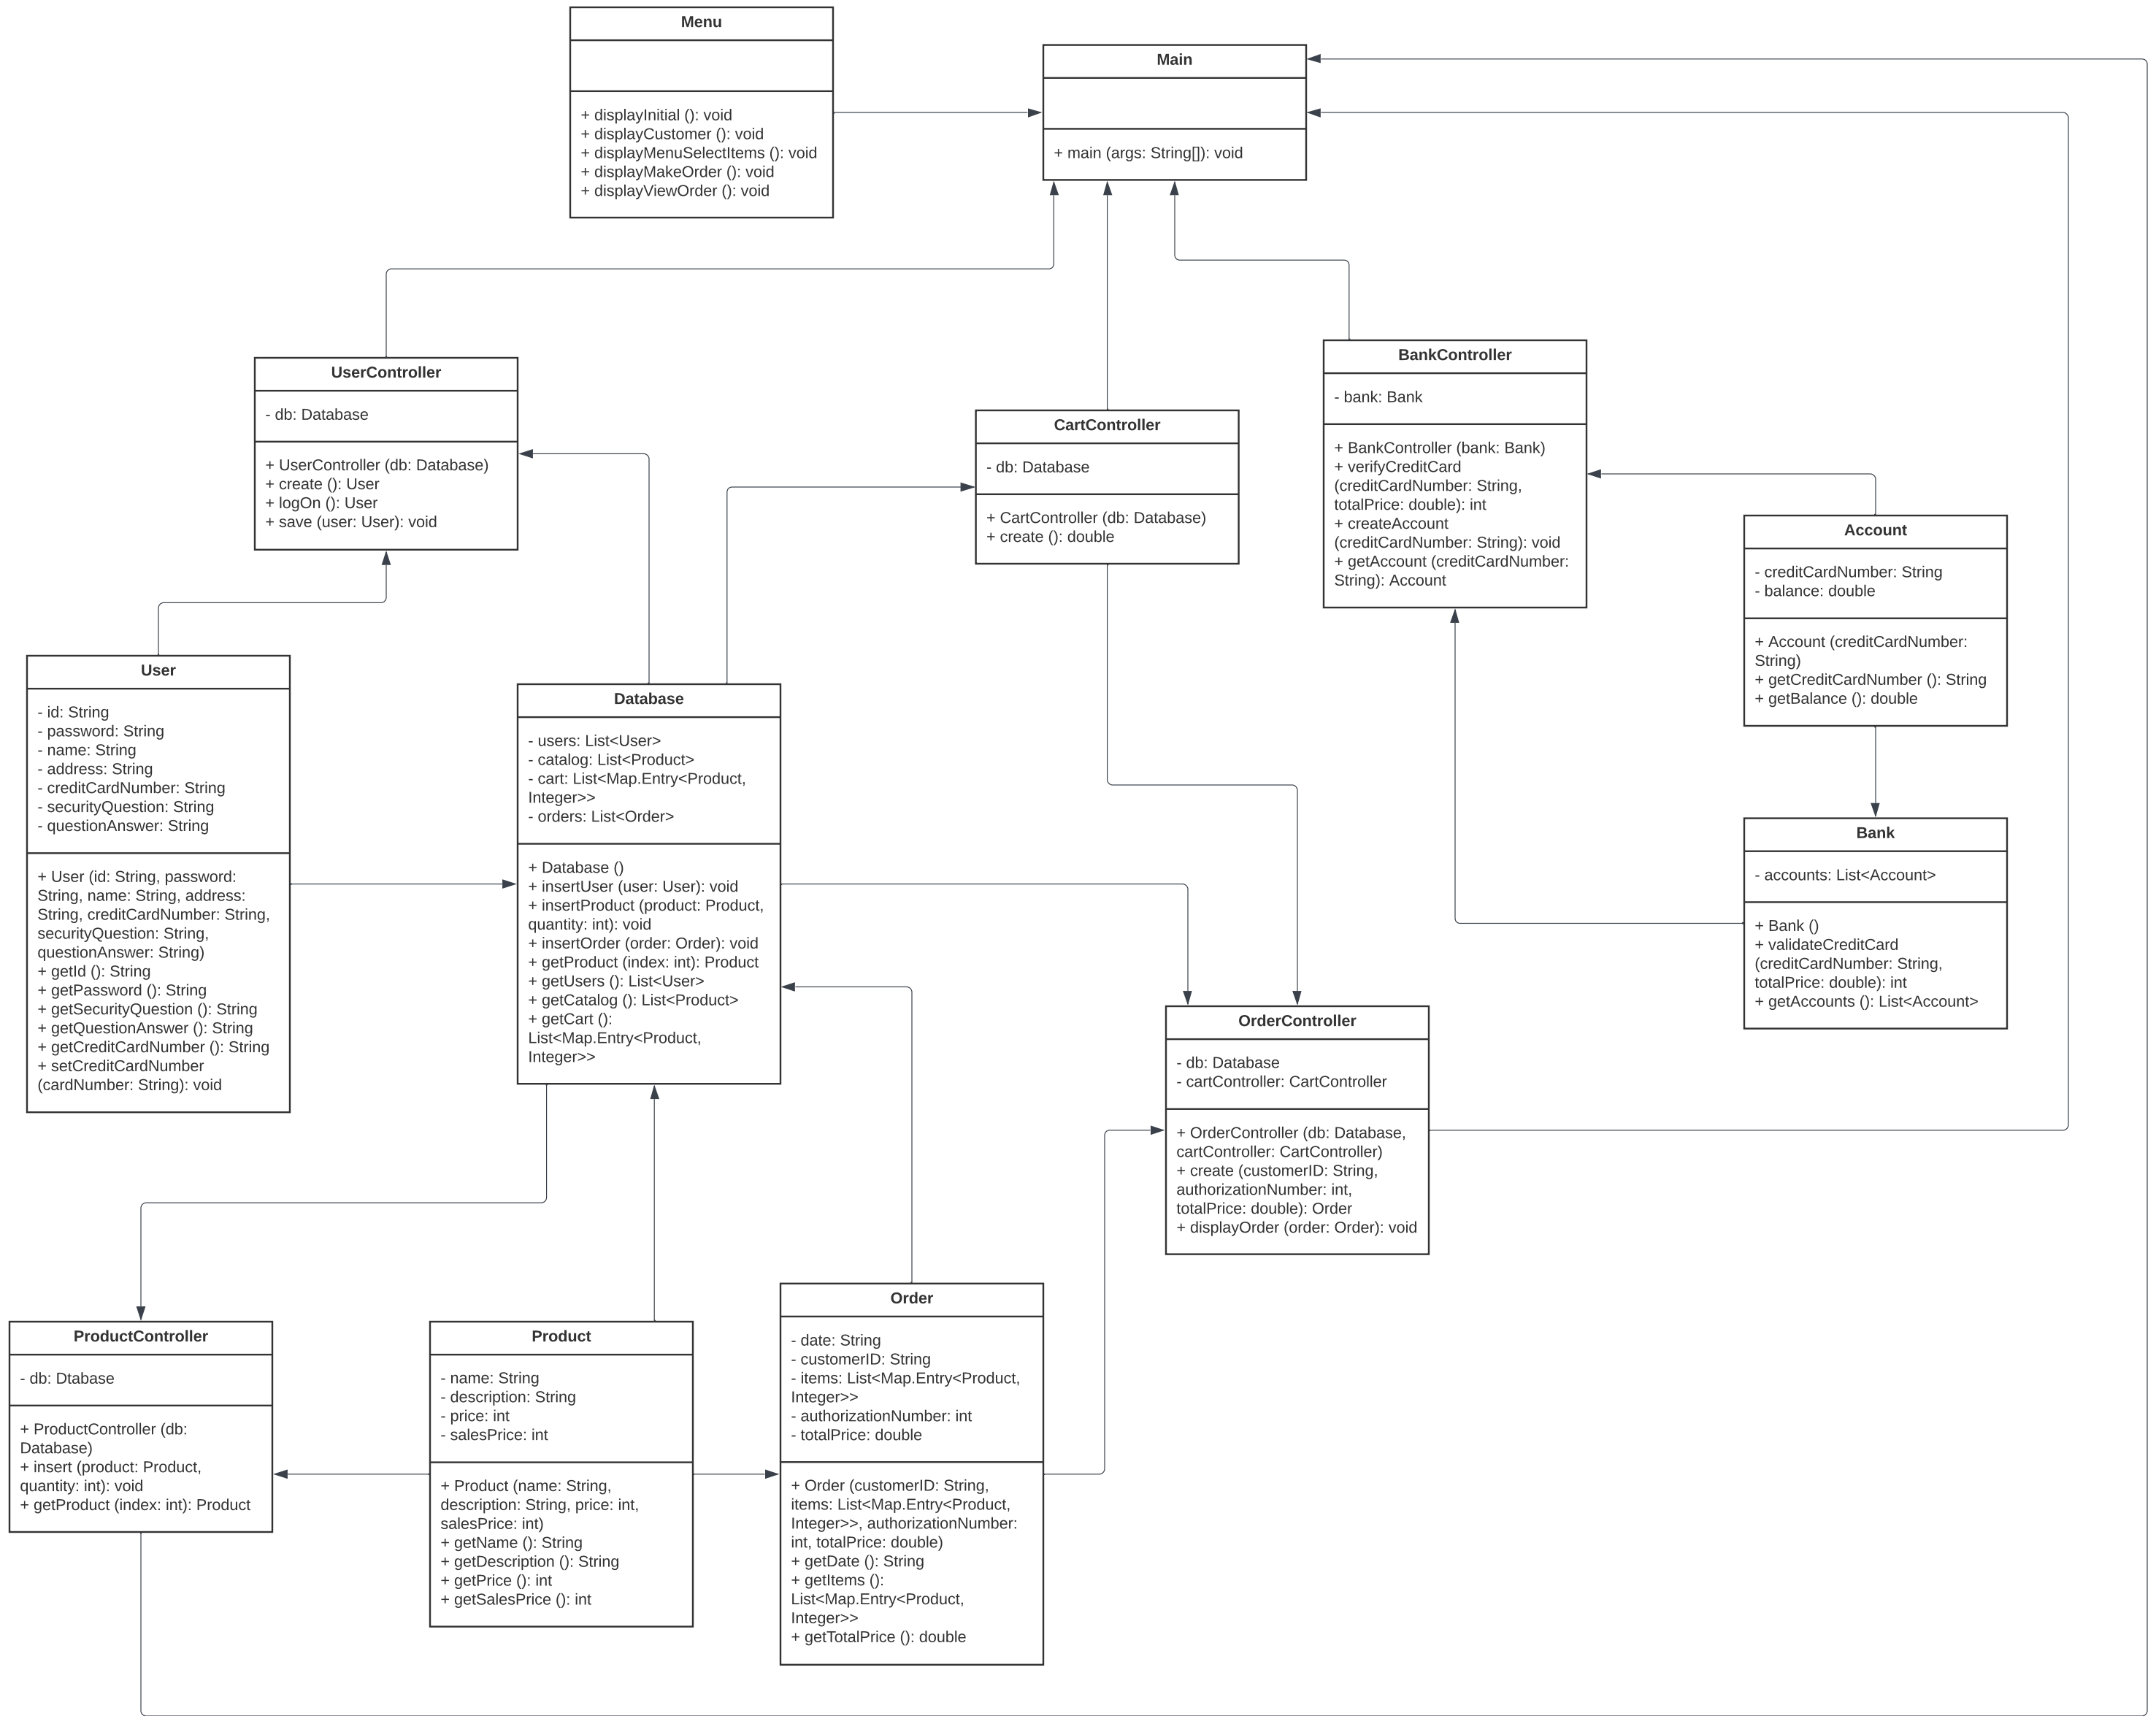 Menu
+ displayInitial (): void
+ displayCustomer (): void
+ displayMenuSelectItems (): void
+ displayMakeOrder (): void
+ displayViewOrder (): void
Main
+ main (args: String[]): void
UserController
- db: Database
+ UserController (db: Database)
+ create (): User
+ logOn (): User
+ save (user: User): void
CartController
- db: Database
+ CartController (db: Database)
+ create (): double
BankController
- bank: Bank
+ BankController (bank: Bank)
+ verifyCreditCard
(creditCardNumber: String,
totalPrice: double): int
+ createAccount
(creditCardNumber: String): void
+ getAccount (creditCardNumber:
String): Account
Account
- creditCardNumber: String
- balance: double
+ Account (creditCardNumber:
String)
+ getCreditCardNumber (): String
+ getBalance (): double
User
- id: String
- password: String
- name: String
- address: String
- creditCardNumber: String
- securityQuestion: String
- questionAnswer: String
+ User (id: String, password:
String, name: String, address:
String, creditCardNumber: String,
securityQuestion: String,
questionAnswer: String)
+ getId (): String
+ getPassword (): String
+ getSecurityQuestion (): String
+ getQuestionAnswer (): String
+ getCreditCardNumber (): String
+ setCreditCardNumber
(cardNumber: String): void
Database
- users: List<User>
- catalog: List<Product>
- cart: List<Map.Entry<Product,
Integer>>
- orders: List<Order>
+ Database ()
+ insertUser (user: User): void
+ insertProduct (product: Product,
quantity: int): void
+ insertOrder (order: Order): void
+ getProduct (index: int): Product
+ getUsers (): List<User>
+ getCatalog (): List<Product>
+ getCart ():
List<Map.Entry<Product,
Integer>>
Bank
- accounts: List<Account>
+ Bank ()
+ validateCreditCard
(creditCardNumber: String,
totalPrice: double): int
+ getAccounts (): List<Account>
OrderController
- db: Database
- cartController: CartController
+ OrderController (db: Database,
cartController: CartController)
+ create (customerID: String,
authorizationNumber: int,
totalPrice: double): Order
+ displayOrder (order: Order): void
ProductController
- db: Dtabase
+ ProductController (db:
Database)
+ insert (product: Product,
quantity: int): void
+ getProduct (index: int): Product
Product
- name: String
- description: String
- price: int
- salesPrice: int
+ Product (name: String,
description: String, price: int,
salesPrice: int)
+ getName (): String
+ getDescription (): String
+ getPrice (): int
+ getSalesPrice (): int
Order
- date: String
- customerID: String
- items: List<Map.Entry<Product,
Integer>>
- authorizationNumber: int
- totalPrice: double
+ Order (customerID: String,
items: List<Map.Entry<Product,
Integer>>, authorizationNumber:
int, totalPrice: double)
+ getDate (): String
+ getItems ():
List<Map.Entry<Product,
Integer>>
+ getTotalPrice (): double